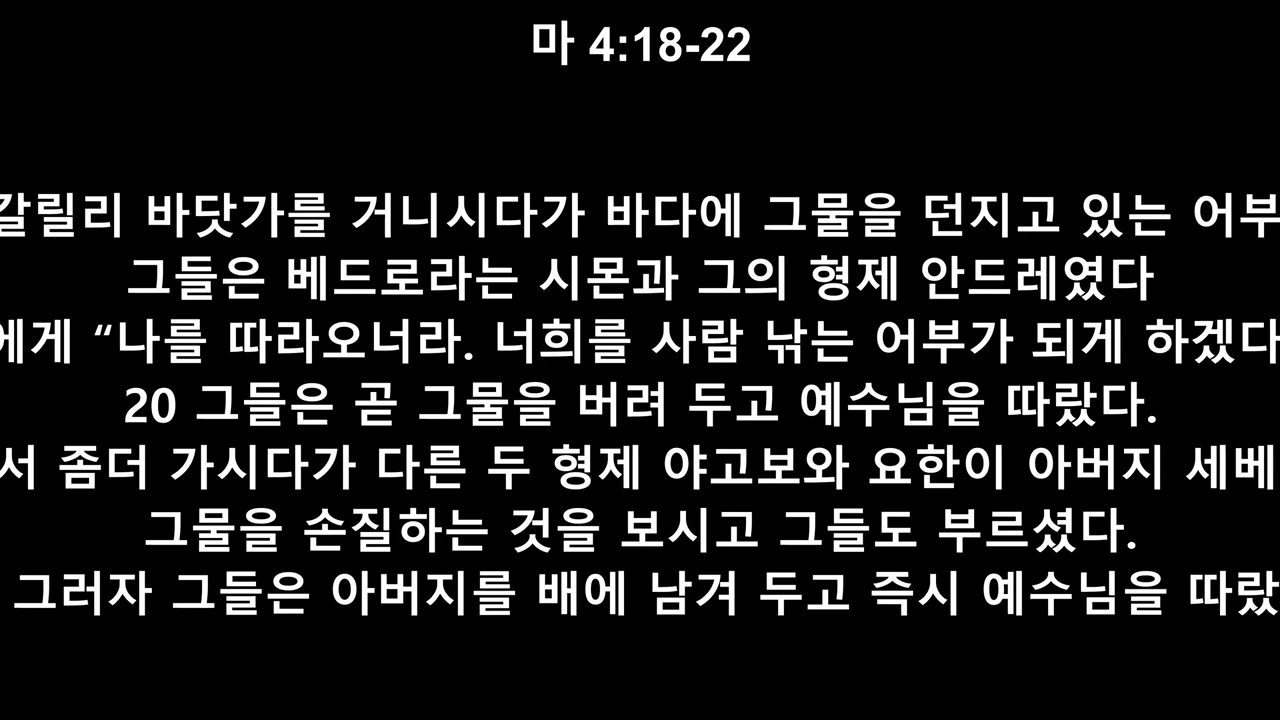 마 4:18-22
갈릴리 바닷가를 거니시다가 바다에 그물을 던지고 있는 어부
그들은 베드로라는 시몬과 그의 형제 안드레였다
에게 “나를 따라오너라. 너희를 사람 낚는 어부가 되게 하겠다
20 그들은 곧 그물을 버려 두고 예수님을 따랐다.
서 좀더 가시다가 다른 두 형제 야고보와 요한이 아버지 세베
그물을 손질하는 것을 보시고 그들도 부르셨다.
그러자 그들은 아버지를 배에 남겨 두고 즉시 예수님을 따랐